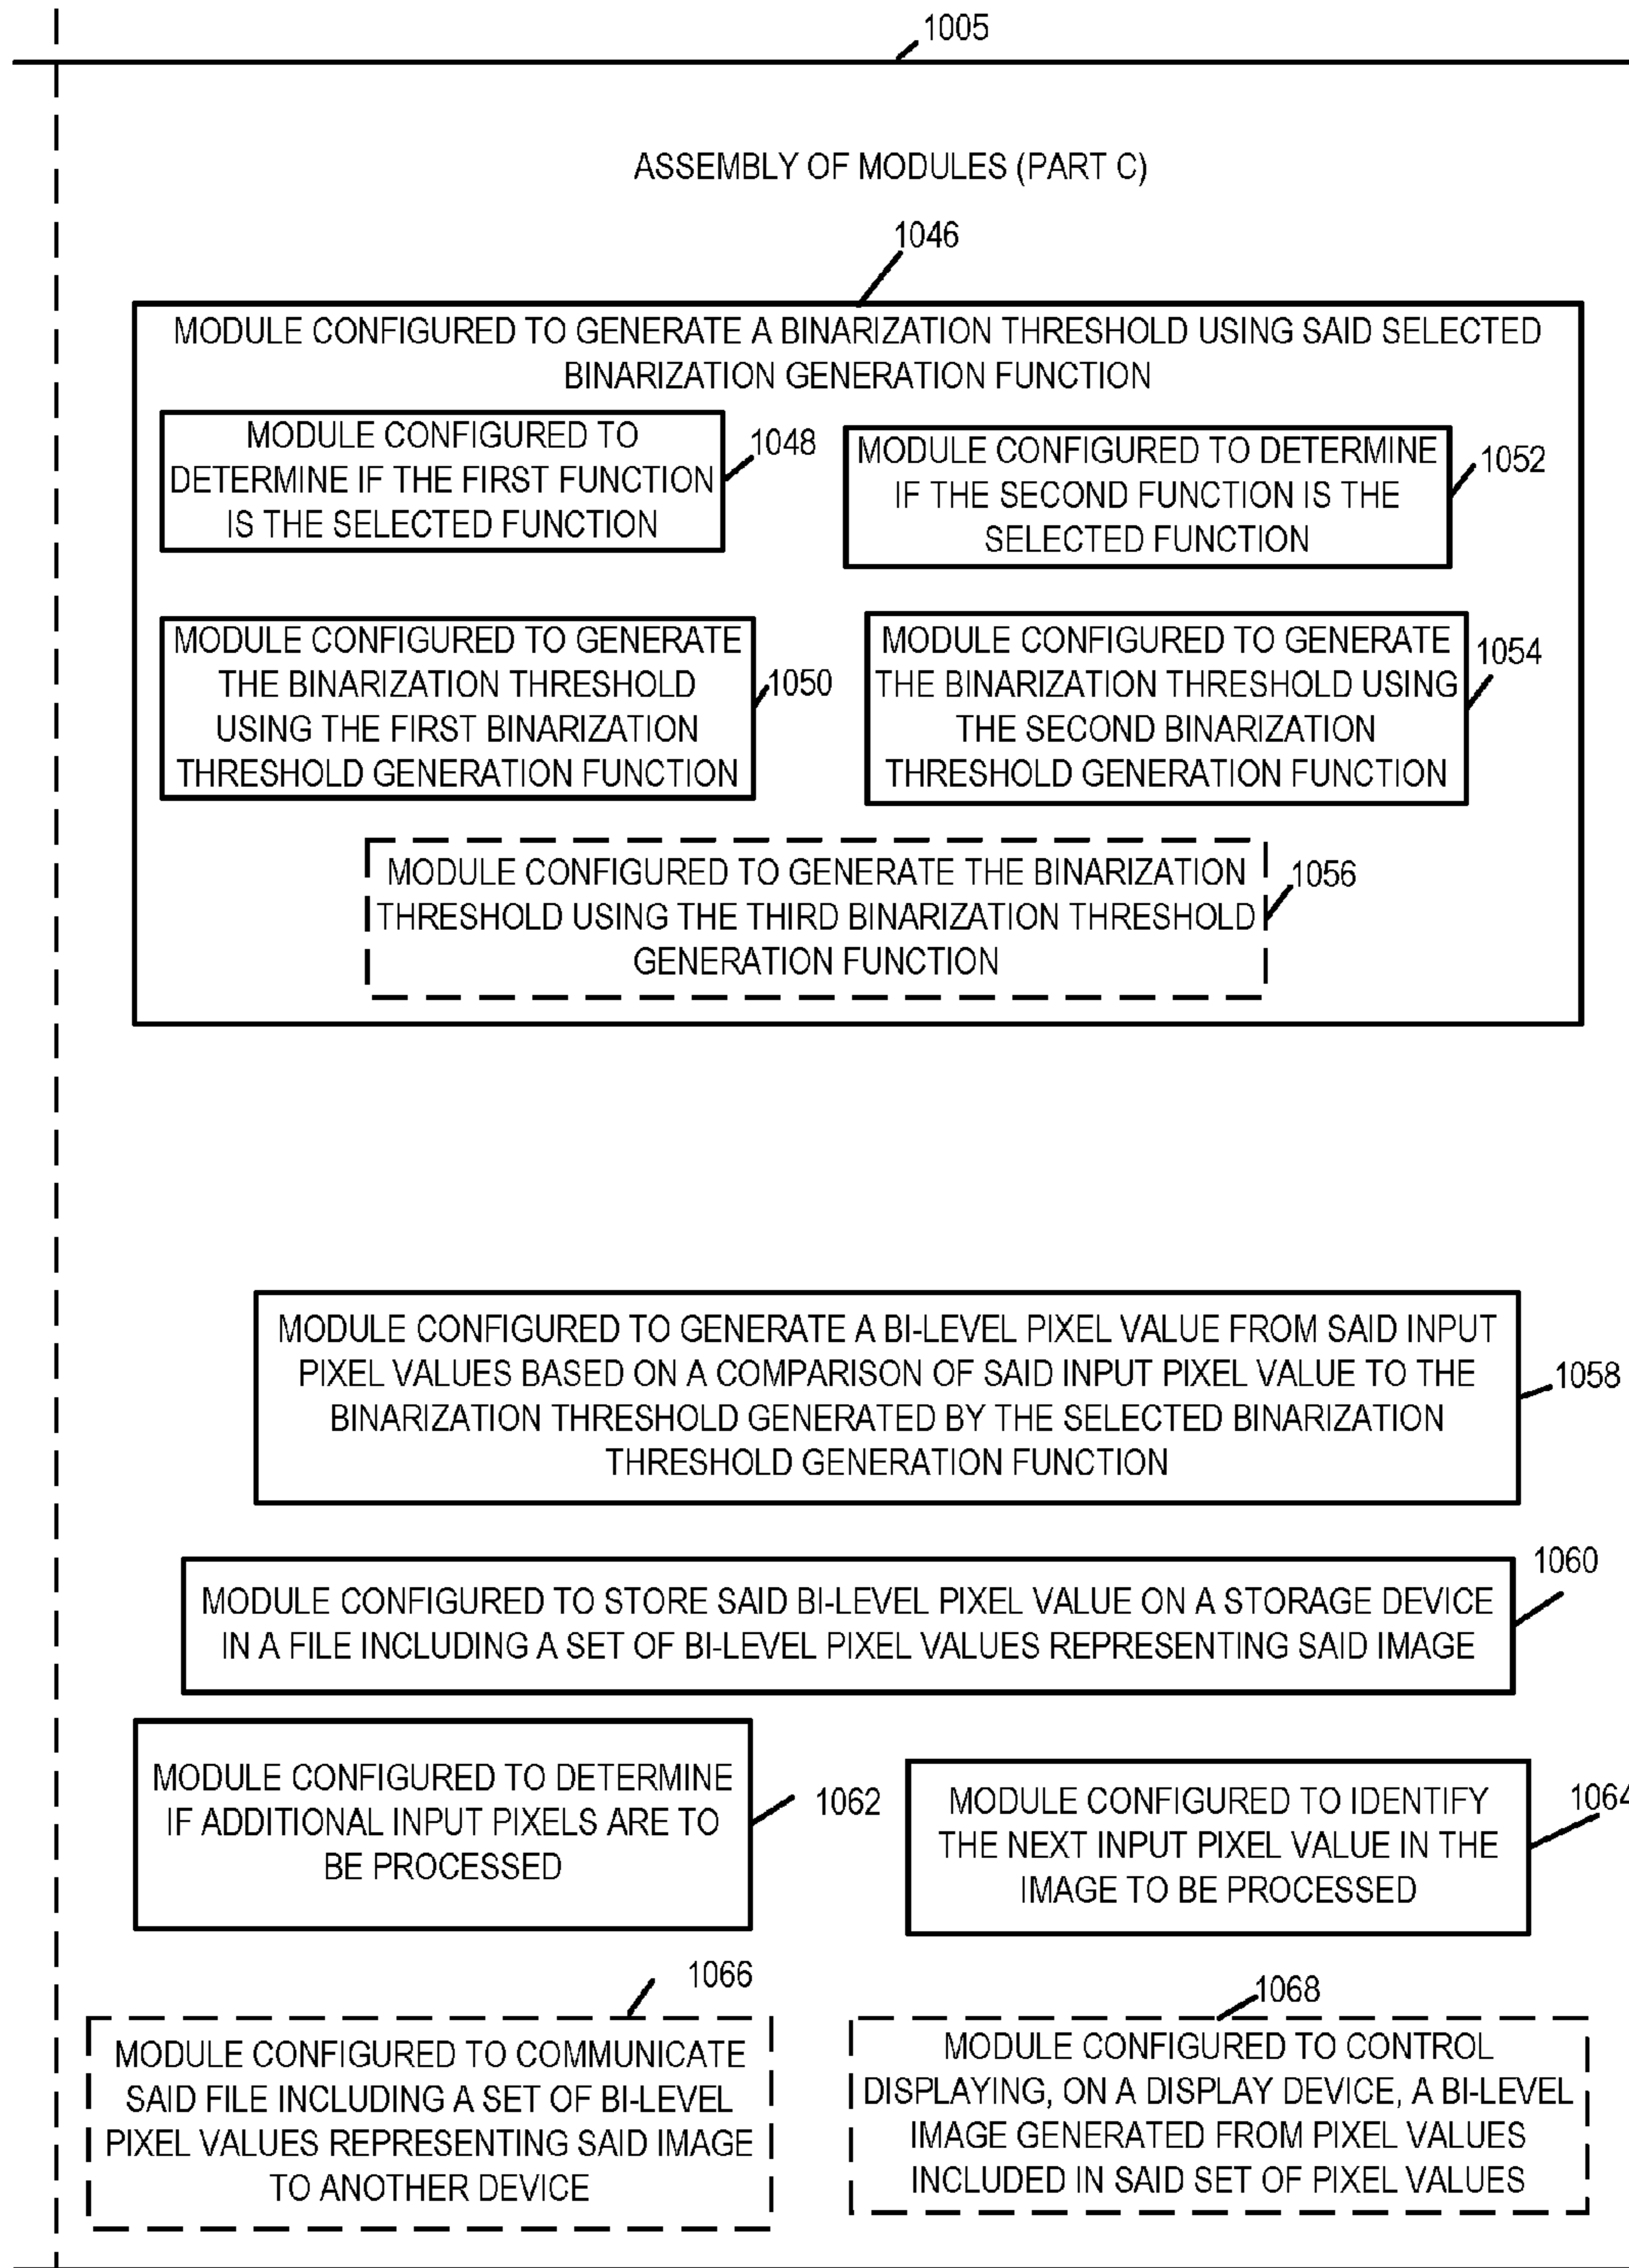 1005
ASSEMBLY OF MODULES (PART C)
1046
MODULE CONFIGURED TO GENERATE A BINARIZATION THRESHOLD USING SAID SELECTED
BINARIZATION GENERATION FUNCTION
MODULE CONFIGURED TO
DETERMINE IF THE FIRST FUNCTION
IS THE SELECTED FUNCTION
1048
MODULE CONFIGURED TO DETERMINE
IF THE SECOND FUNCTION IS THE
SELECTED FUNCTION
1052
MODULE CONFIGURED TO GENERATE
THE BINARIZATION THRESHOLD
USING THE FIRST BINARIZATION
THRESHOLD GENERATION FUNCTION
1050
MODULE CONFIGURED TO GENERATE
THE BINARIZATION THRESHOLD USING
THE SECOND BINARIZATION
THRESHOLD GENERATION FUNCTION
1054
MODULE CONFIGURED TO GENERATE THE BINARIZATION
THRESHOLD USING THE THIRD BINARIZATION THRESHOLD
GENERATION FUNCTION
1056
MODULE CONFIGURED TO GENERATE A BI-LEVEL PIXEL VALUE FROM SAID INPUT
PIXEL VALUES BASED ON A COMPARISON OF SAID INPUT PIXEL VALUE TO THE
BINARIZATION THRESHOLD GENERATED BY THE SELECTED BINARIZATION
THRESHOLD GENERATION FUNCTION
1058
1060
MODULE CONFIGURED TO STORE SAID BI-LEVEL PIXEL VALUE ON A STORAGE DEVICE
IN A FILE INCLUDING A SET OF BI-LEVEL PIXEL VALUES REPRESENTING SAID IMAGE
MODULE CONFIGURED TO DETERMINE
IF ADDITIONAL INPUT PIXELS ARE TO
BE PROCESSED
1062
MODULE CONFIGURED TO IDENTIFY
THE NEXT INPUT PIXEL VALUE IN THE
IMAGE TO BE PROCESSED
1064
1066
MODULE CONFIGURED TO COMMUNICATE
SAID FILE INCLUDING A SET OF BI-LEVEL
PIXEL VALUES REPRESENTING SAID IMAGE
TO ANOTHER DEVICE
1068
MODULE CONFIGURED TO CONTROL
DISPLAYING, ON A DISPLAY DEVICE, A BI-LEVEL
IMAGE GENERATED FROM PIXEL VALUES
INCLUDED IN SAID SET OF PIXEL VALUES